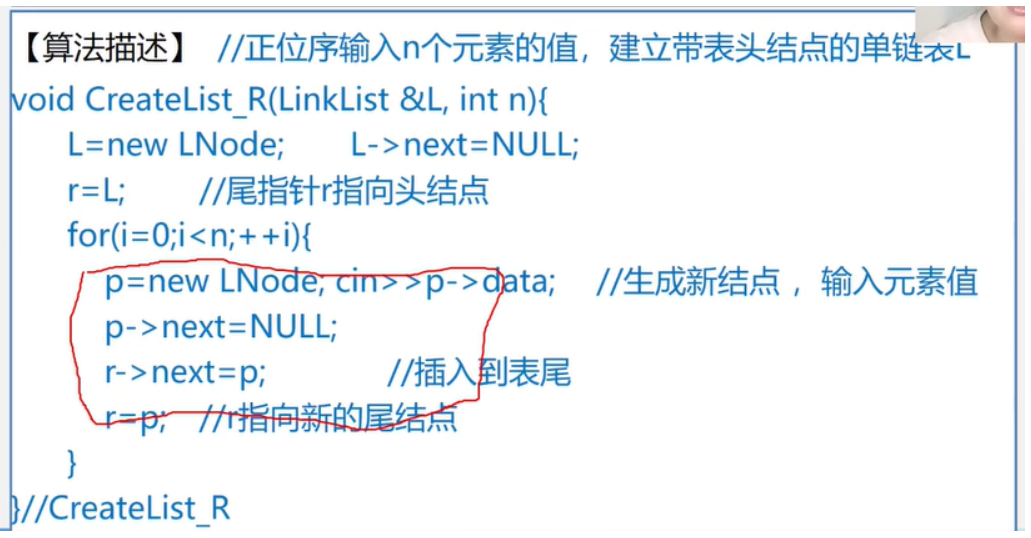 【算法描述】 //正位序输入n个元素的值，建立带表头结点的单链表L
void CreateList_R(LinkList &L, int n){
L=new LNode; L->next=NULL;
r=L; //尾指针r指向头结点
for(i=0;i<n;++i){
p=new LNode; cin>>p->data; //生成新结点 ，输入元素值
p->next=NULL;
r->next=p; //插入到表尾
r=p; //r指向新的尾结点
}
}//CreateList_R